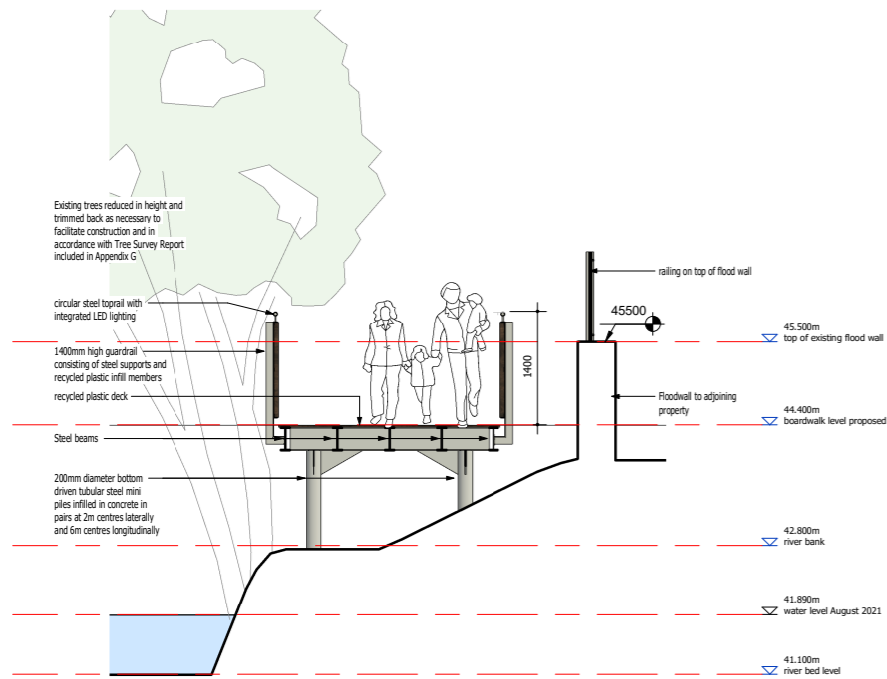 Existing trees reduced in height and
trimmed back as necessary to
facilitate construction and in
accordance with Tree Survey Report
included in Appendix G
railing on top of flood wall
circular steel toprail with
integrated LED lighting
45500
45.500m
top of existing flood wall
1400mm high guardrail
consisting of steel supports and
recycled plastic infill members
1400
recycled plastic deck
Floodwall to adjoining
property
44.400m
boardwalk level proposed
Steel beams
200mm diameter bottom
driven tubular steel mini
piles infilled in concrete in
pairs at 2m centres laterally
and 6m centres longitudinally
42.800m
river bank
41.890m
water level August 2021
41.100m
river bed level